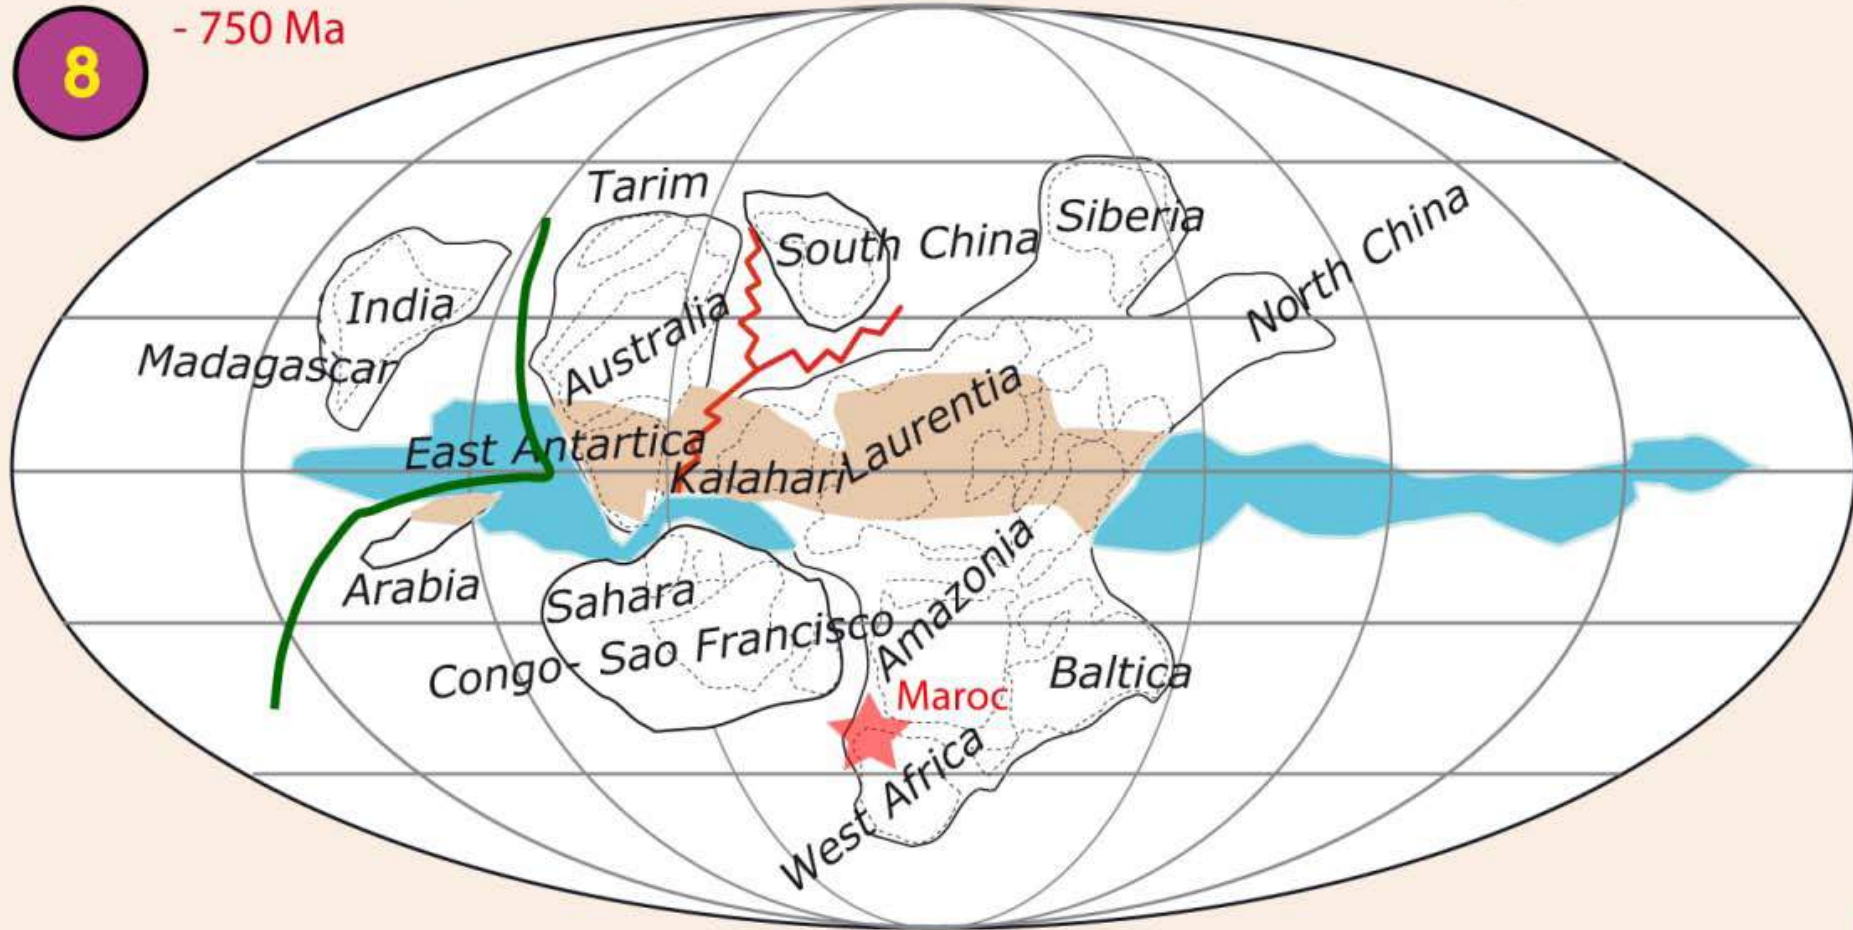 8
- 750 Ma
Tarim
South China
Siberia
North China
India
Australia
Madagascar
Laurentia
East Antartica
Kalahari
Arabia
Sahara
Amazonia
Congo- Sao Francisco
Baltica
Maroc
West Africa